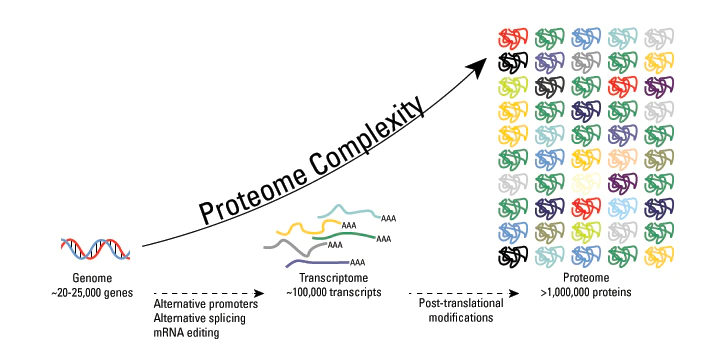 Proteome Complexity
AAA
AAA
AAA
AAA
AAA
Genome
~20-25,000 genes
Alternative promoters
Alternative splicing
mRNA editing
Transcriptome
~100,000 transcripts
Post-translational
modifications
Proteome
>1,000,000 proteins